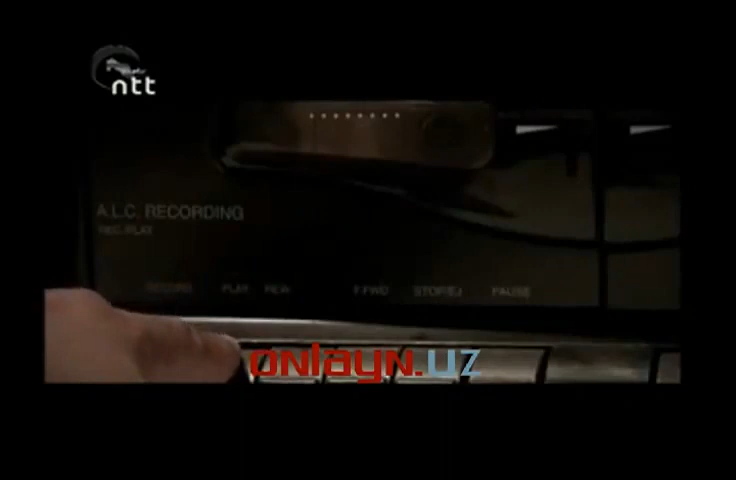 ntt
A.L.C. RECORDING
REC/PLAY
RECORD PLAY REW F.FWD STOP/EJ PAUSE
onlayn.uz